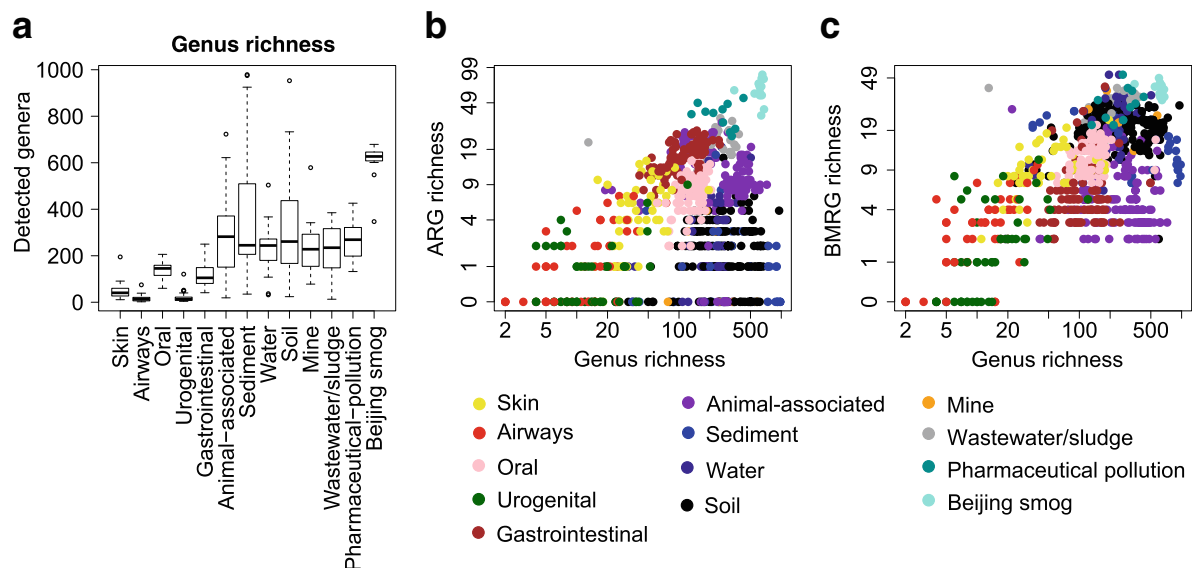 a
b
c
Genus richness
Detected genera
1000
800
600
400
200
0
Skin
Airways
Oral
Urogenital
Gastrointestinal
Animal−associated
Sediment
Water
Soil
Mine
Wastewater/sludge
Pharmaceutical−pollution
Beijing smog
ARG richness
99
49
19
9
4
1
0
2 5 20 100 500
Genus richness
BMRG richness
49
19
9
4
1
0
2 5 20 100 500
Genus richness
Skin
Airways
Oral
Urogenital
Gastrointestinal
Animal-associated
Sediment
Water
Soil
Mine
Wastewater/sludge
Pharmaceutical pollution
Beijing smog